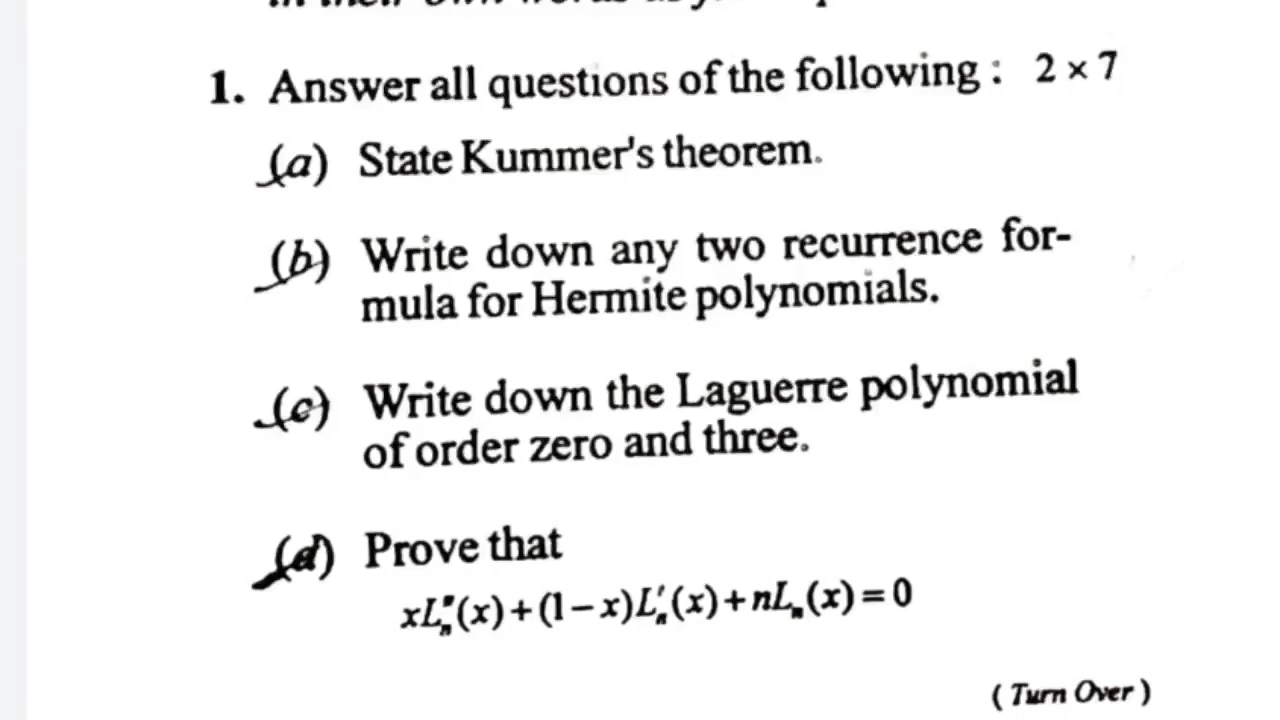 1. Answer all questions of the following : 2 × 7
(a) State Kummer's theorem.
(b) Write down any two recurrence for-
mula for Hermite polynomials.
(c) Write down the Laguerre polynomial
of order zero and three.
(d) Prove that
xL″ₙ(x) + (1 – x)L′ₙ(x) + nLₙ(x) = 0
( Turn Over )